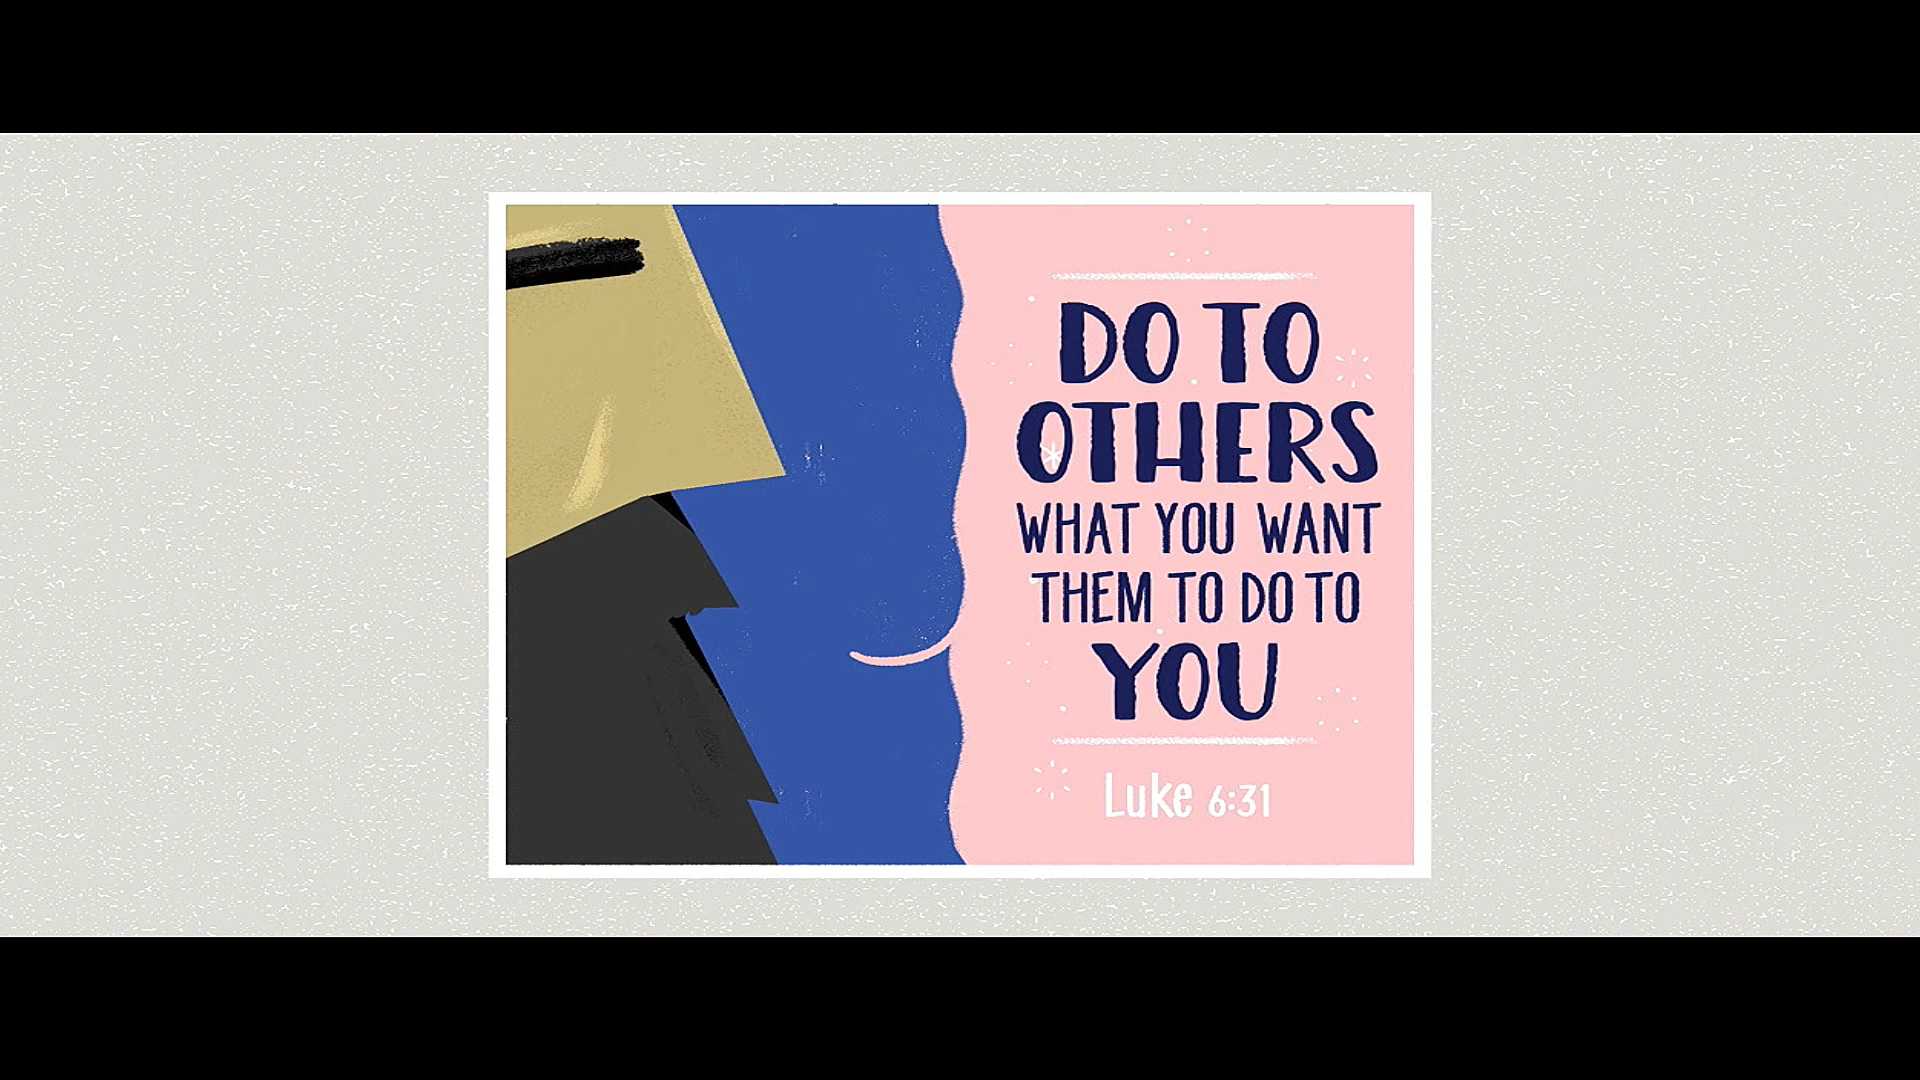 DO TO
OTHERS
WHAT YOU WANT
THEM TO DO TO
YOU
Luke 6:31